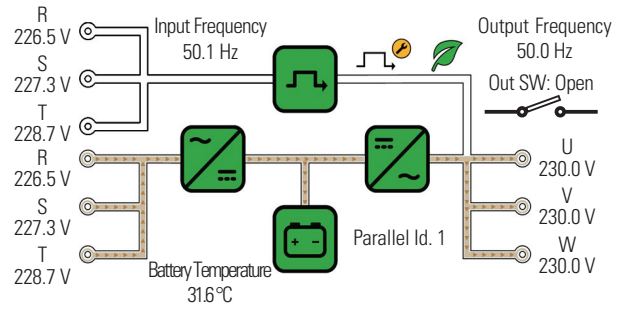 R
226.5 V
S
227.3 V
T
228.7 V
R
226.5 V
S
227.3 V
T
228.7 V
Input Frequency
50.1 Hz
Output Frequency
50.0 Hz
Out SW: Open
U
230.0 V
V
230.0 V
W
230.0 V
Parallel Id. 1
Battery Temperature
31.6 °C